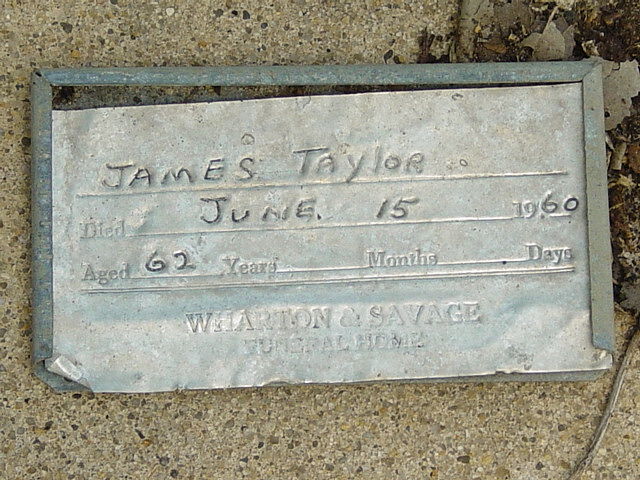 JAMES TAYLOR
Died JUNE. 15 1960
Aged 62 Years Months Days
WHARTON & SAVAGE
FUNERAL HOME